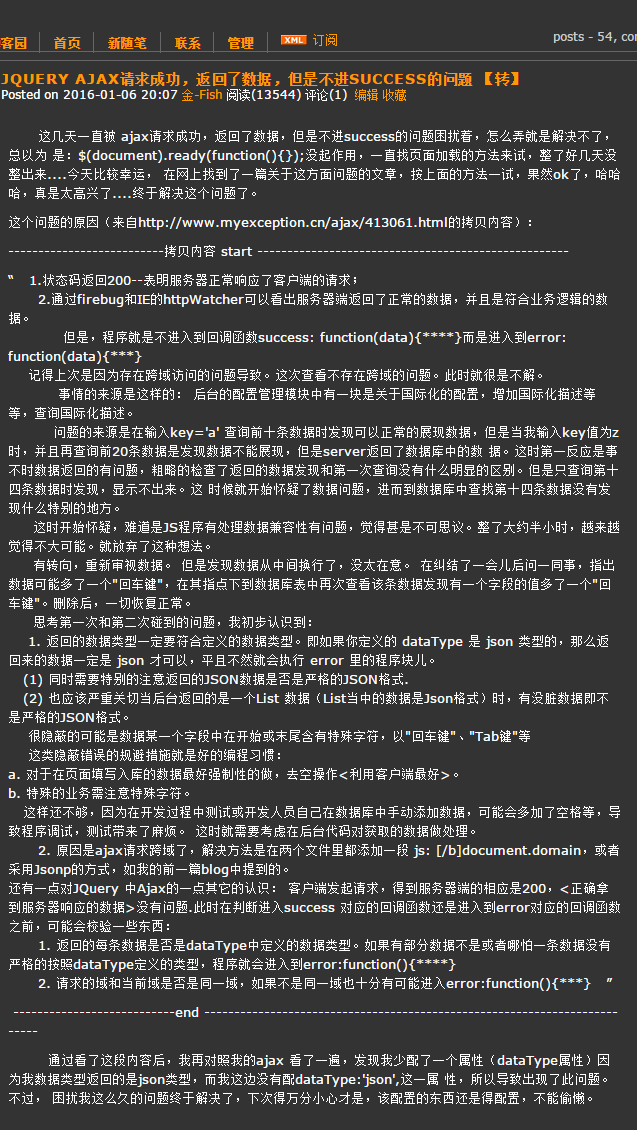 客园 首页 新随笔 联系 管理 XML 订阅 posts - 54, co
JQUERY AJAX请求成功，返回了数据，但是不进SUCCESS的问题 【转】
Posted on 2016-01-06 20:07 金-Fish 阅读(13544) 评论(1) 编辑 收藏
这几天一直被 ajax请求成功，返回了数据，但是不进success的问题困扰着，怎么弄就是解决不了，
总以为 是：$(document).ready(function(){});没起作用，一直找页面加载的方法来试，整了好几天没
整出来....今天比较幸运， 在网上找到了一篇关于这方面问题的文章，按上面的方法一试，果然ok了，哈哈
哈，真是太高兴了....终于解决这个问题了。
这个问题的原因（来自http://www.myexception.cn/ajax/413061.html的拷贝内容）：
--------------------------拷贝内容 start ----------------------------------------------------
“ 1.状态码返回200--表明服务器正常响应了客户端的请求；
2.通过firebug和IE的httpWatcher可以看出服务器端返回了正常的数据，并且是符合业务逻辑的数
据。
但是，程序就是不进入到回调函数success: function(data){****}而是进入到error:
function(data){***}
记得上次是因为存在跨域访问的问题导致。这次查看不存在跨域的问题。此时就很是不解。
事情的来源是这样的： 后台的配置管理模块中有一块是关于国际化的配置，增加国际化描述等
等，查询国际化描述。
问题的来源是在输入key='a' 查询前十条数据时发现可以正常的展现数据，但是当我输入key值为z
时，并且再查询前20条数据是发现数据不能展现，但是server返回了数据库中的数 据。这时第一反应是事
不时数据返回的有问题，粗略的检查了返回的数据发现和第一次查询没有什么明显的区别。但是只查询第十
四条数据时发现，显示不出来。这 时候就开始怀疑了数据问题，进而到数据库中查找第十四条数据没有发
现什么特别的地方。
这时开始怀疑，难道是JS程序有处理数据兼容性有问题，觉得甚是不可思议。整了大约半小时，越来越
觉得不大可能。就放弃了这种想法。
有转向，重新审视数据。 但是发现数据从中间换行了，没太在意。 在纠结了一会儿后问一同事，指出
数据可能多了一个"回车键"，在其指点下到数据库表中再次查看该条数据发现有一个字段的值多了一个"回
车键"。删除后，一切恢复正常。
思考第一次和第二次碰到的问题，我初步认识到：
1. 返回的数据类型一定要符合定义的数据类型。即如果你定义的 dataType 是 json 类型的，那么返
回来的数据一定是 json 才可以，平且不然就会执行 error 里的程序块儿。
(1) 同时需要特别的注意返回的JSON数据是否是严格的JSON格式.
(2) 也应该严重关切当后台返回的是一个List 数据（List当中的数据是Json格式）时，有没脏数据即不
是严格的JSON格式。
很隐蔽的可能是数据某一个字段中在开始或末尾含有特殊字符，以"回车键"、"Tab键"等
这类隐蔽错误的规避措施就是好的编程习惯：
a. 对于在页面填写入库的数据最好强制性的做，去空操作<利用客户端最好>。
b. 特殊的业务需注意特殊字符。
这样还不够，因为在开发过程中测试或开发人员自己在数据库中手动添加数据，可能会多加了空格等，导
致程序调试，测试带来了麻烦。 这时就需要考虑在后台代码对获取的数据做处理。
2. 原因是ajax请求跨域了，解决方法是在两个文件里都添加一段 js: [/b]document.domain，或者
采用Jsonp的方式，如我的前一篇blog中提到的。
还有一点对JQuery 中Ajax的一点其它的认识： 客户端发起请求，得到服务器端的相应是200，<正确拿
到服务器响应的数据>没有问题.此时在判断进入success 对应的回调函数还是进入到error对应的回调函数
之前，可能会校验一些东西：
1. 返回的每条数据是否是dataType中定义的数据类型。如果有部分数据不是或者哪怕一条数据没有
严格的按照dataType定义的类型，程序就会进入到error:function(){****}
2. 请求的域和当前域是否是同一域，如果不是同一域也十分有可能进入error:function(){***} ”
---------------------------end ---------------------------------------------------------------------
-----
通过看了这段内容后，我再对照我的ajax 看了一遍，发现我少配了一个属性（dataType属性）因
为我数据类型返回的是json类型，而我这边没有配dataType:'json',这一属 性，所以导致出现了此问题。
不过， 困扰我这么久的问题终于解决了，下次得万分小心才是，该配置的东西还是得配置，不能偷懒。